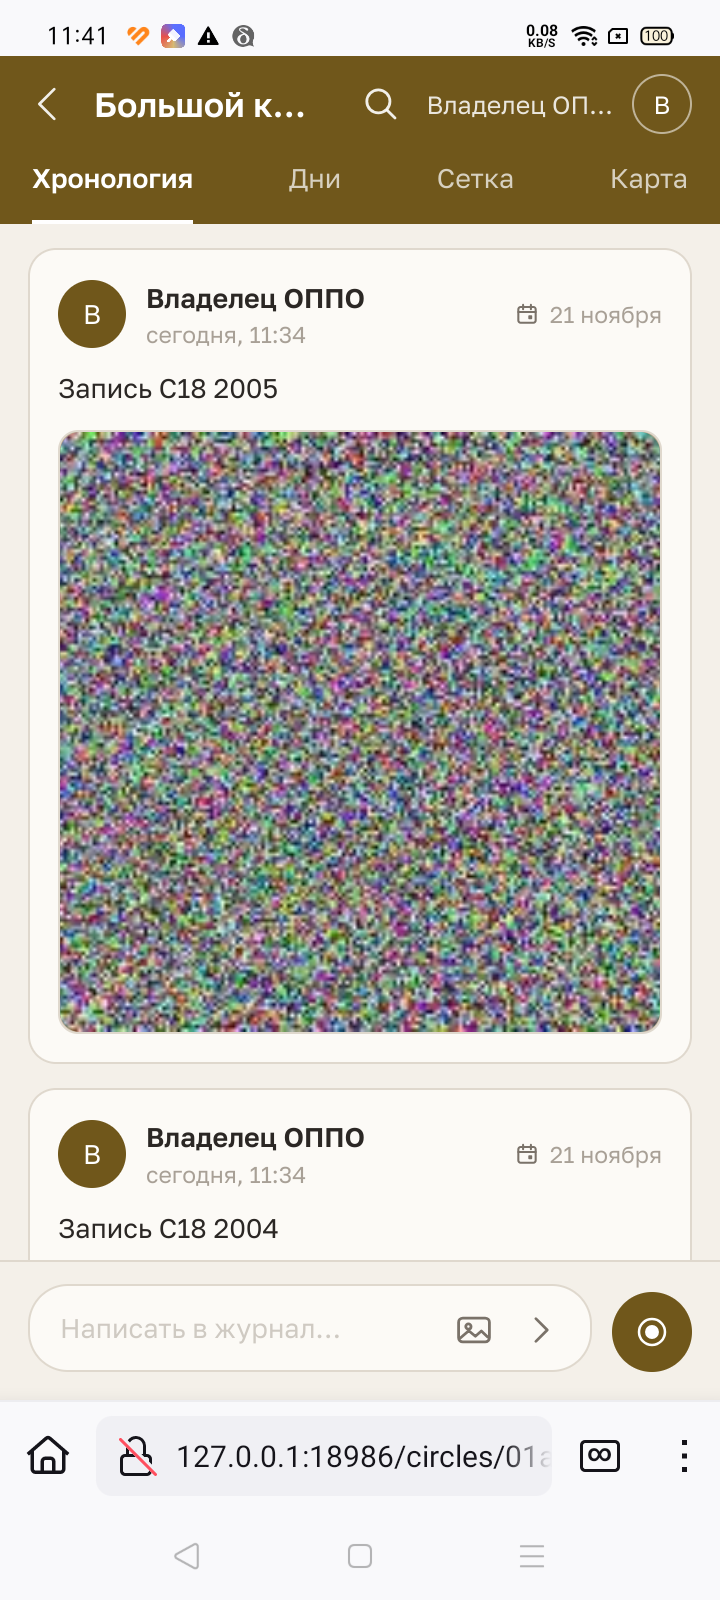 11:41
0.08
KB/S
100
Большой к...
Владелец ОП...
В
Хронология
Дни
Сетка
Карта
В
Владелец ОППО
сегодня, 11:34
21 ноября
Запись С18 2005
В
Владелец ОППО
сегодня, 11:34
21 ноября
Запись С18 2004
Написать в журнал...
127.0.0.1:18986/circles/01a